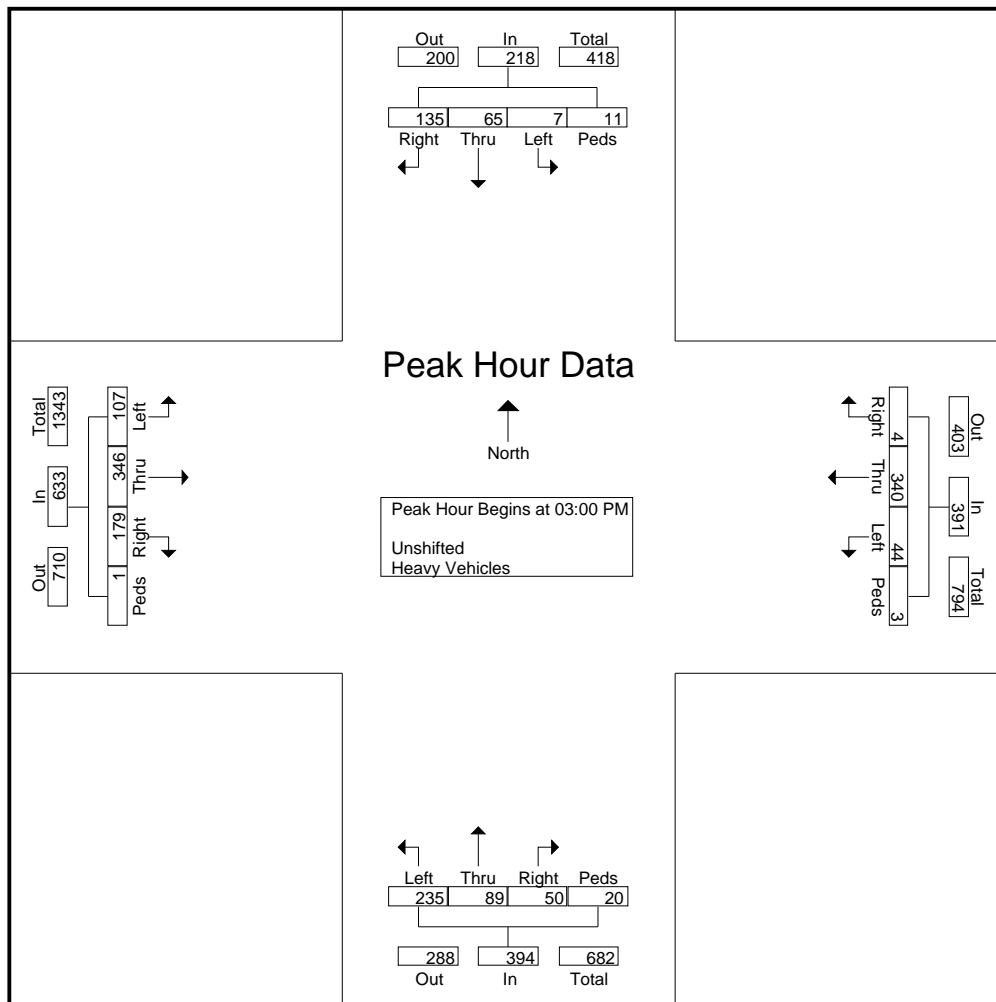 Out In Total
200 218 418
135 65 7 11
Right Thru Left Peds
Peak Hour Data
North
Peak Hour Begins at 03:00 PM
Unshifted
Heavy Vehicles
Total In Out
1343 633 710
107 346 179 1
Left Thru Right Peds
Right Thru Left Peds
4 340 44 3
Out In Total
403 391 794
Left Thru Right Peds
235 89 50 20
288 394 682
Out In Total